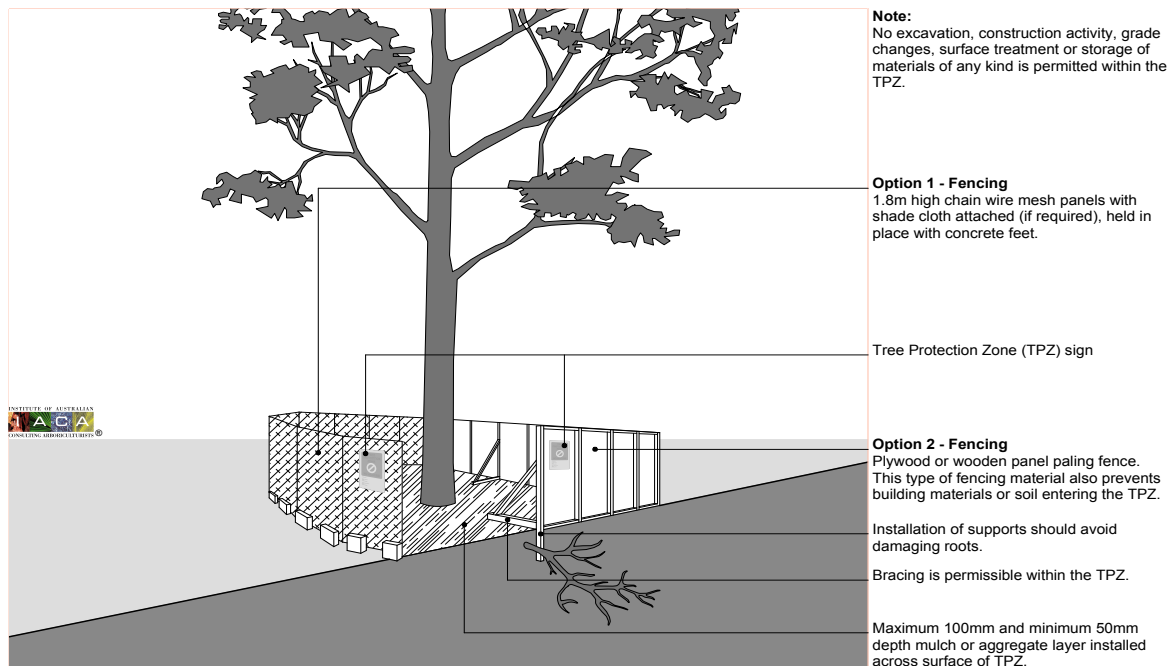 Note:
No excavation, construction activity, grade
changes, surface treatment or storage of
materials of any kind is permitted within the
TPZ.
Option 1 - Fencing
1.8m high chain wire mesh panels with
shade cloth attached (if required), held in
place with concrete feet.
Tree Protection Zone (TPZ) sign
INSTITUTE OF AUSTRALIAN
IACA
CONSULTING ARBORICULTURISTS ®
Option 2 - Fencing
Plywood or wooden panel paling fence.
This type of fencing material also prevents
building materials or soil entering the TPZ.
Installation of supports should avoid
damaging roots.
Bracing is permissible within the TPZ.
Maximum 100mm and minimum 50mm
depth mulch or aggregate layer installed
across surface of TPZ.